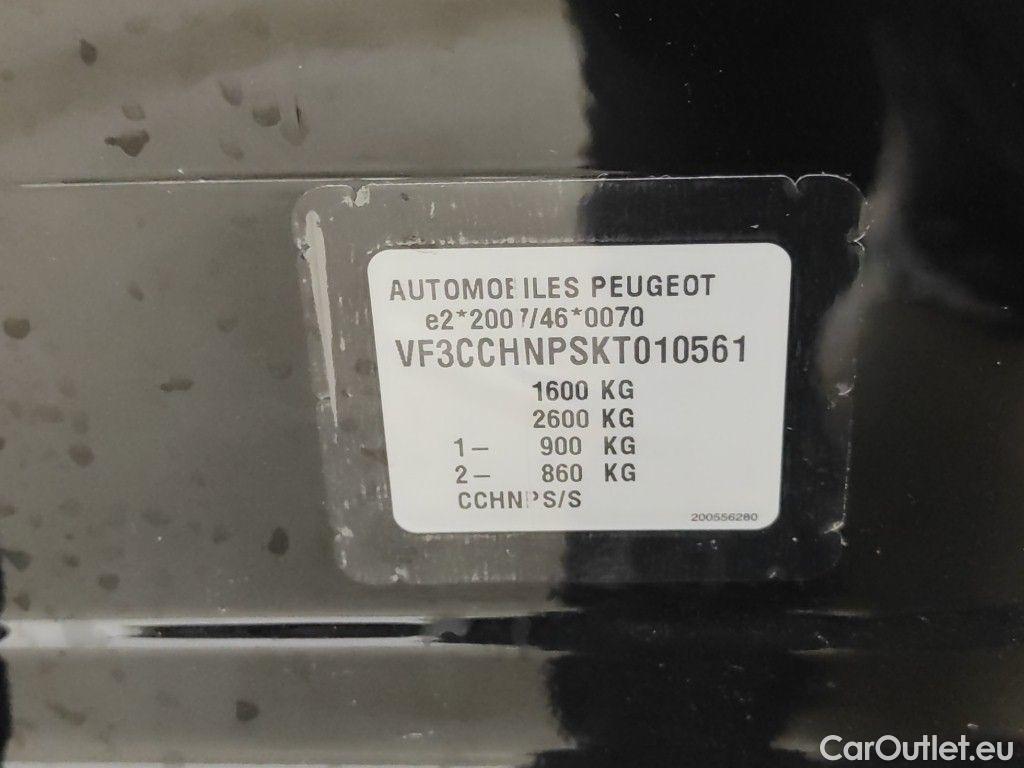 AUTOMOBILES PEUGEOT
e2*2007/46*0070
VF3CCHNPSKT010561
1600 KG
2600 KG
1- 900 KG
2- 860 KG
CCHNPS/S
200556280
CarOutlet.eu